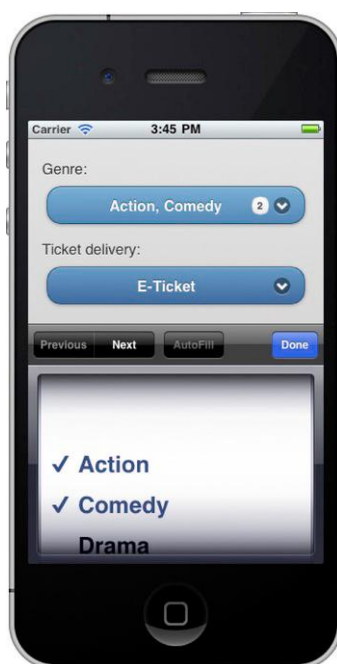 Carrier 3:45 PM
Genre:
Action, Comedy 2
Ticket delivery:
E-Ticket
Previous Next AutoFill Done
✓ Action
✓ Comedy
Drama